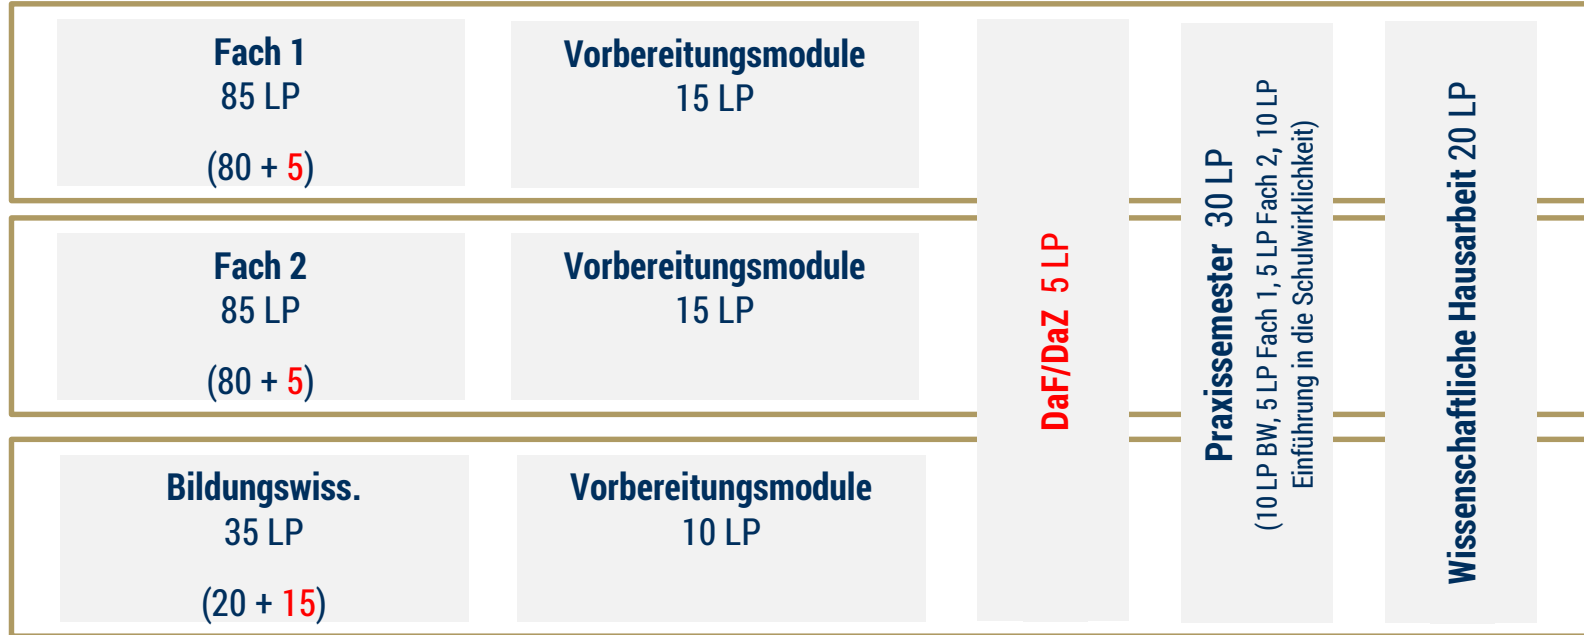 Fach 1
85 LP
(80 + 5)
Vorbereitungsmodule
15 LP
Fach 2
85 LP
(80 + 5)
Vorbereitungsmodule
15 LP
Bildungswiss.
35 LP
(20 + 15)
Vorbereitungsmodule
10 LP
DaF/DaZ 5 LP
Praxissemester 30 LP
(10 LP BW, 5 LP Fach 1, 5 LP Fach 2, 10 LP
Einführung in die Schulwirklichkeit)
Wissenschaftliche Hausarbeit 20 LP